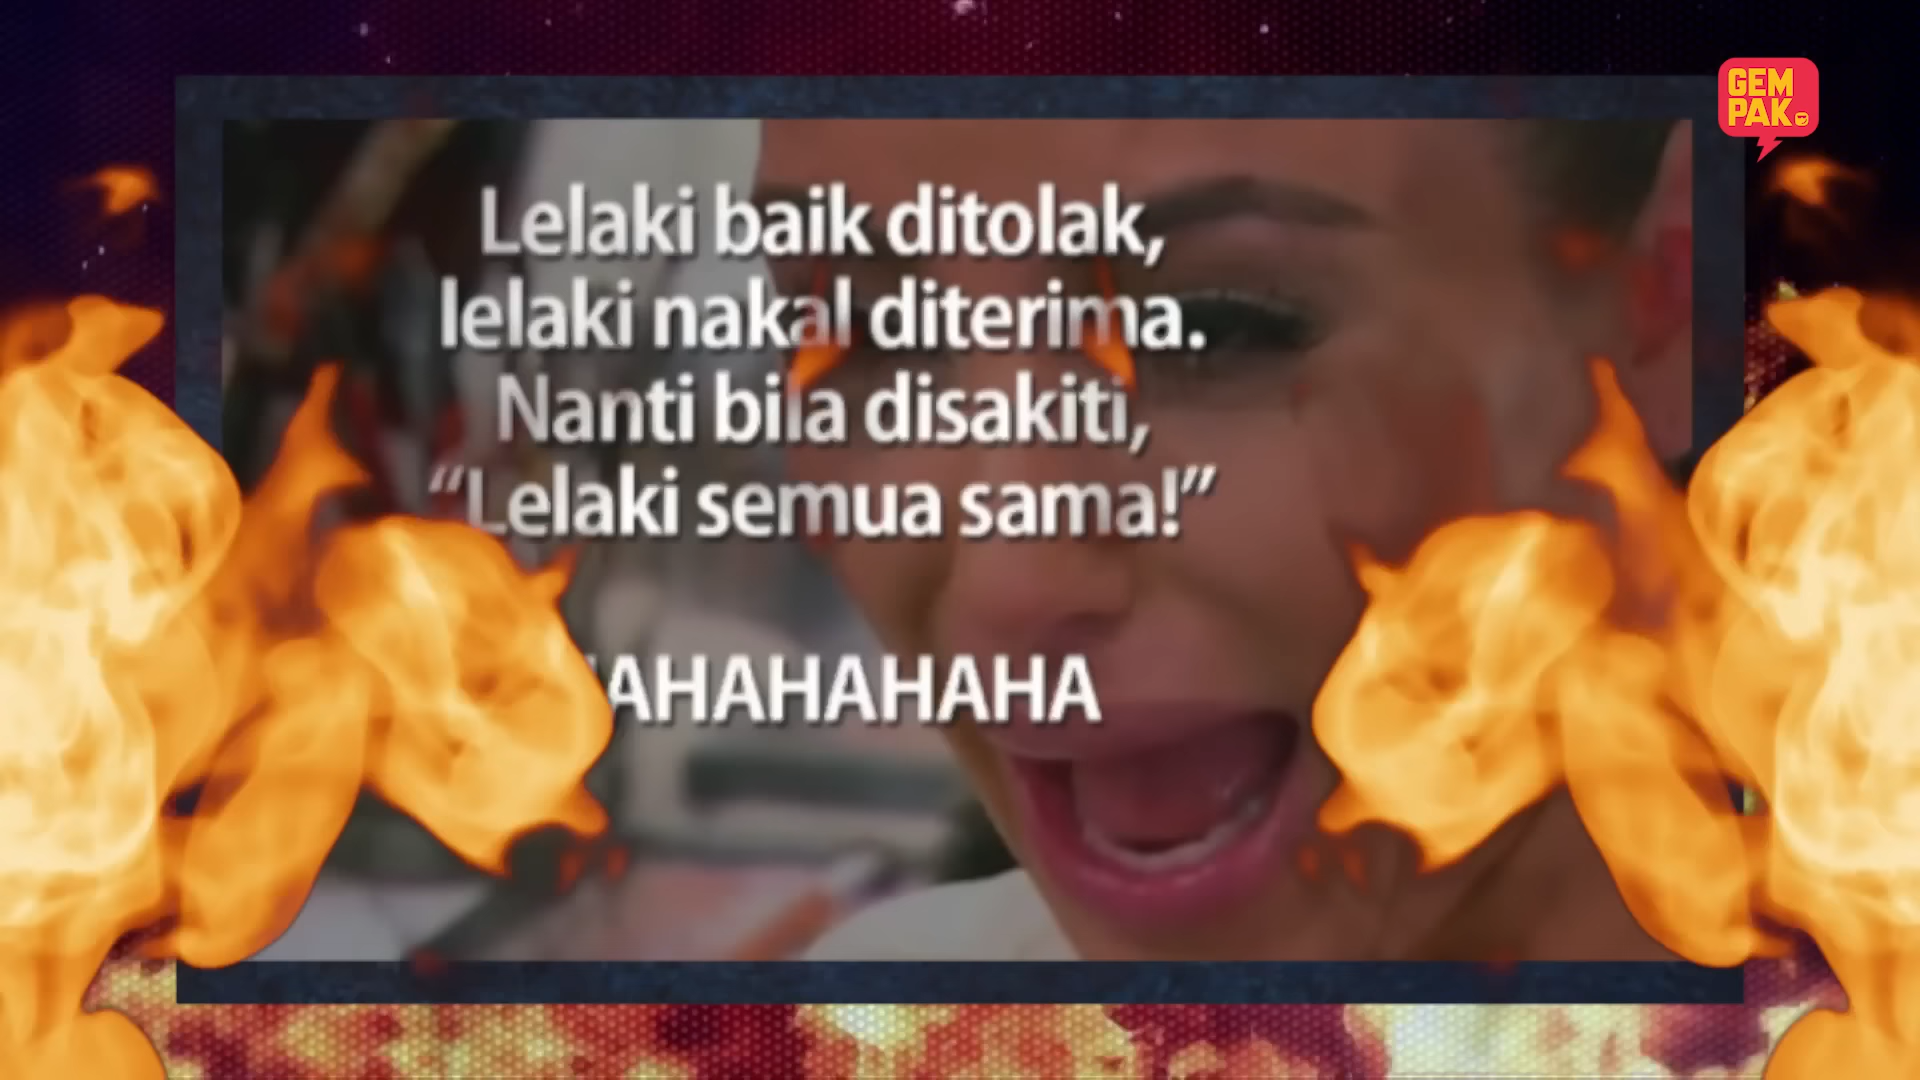 GEM
PAK
Lelaki baik ditolak,
lelaki nakal diterima.
Nanti bila disakiti,
“Lelaki semua sama!”
AHAHAHAHA